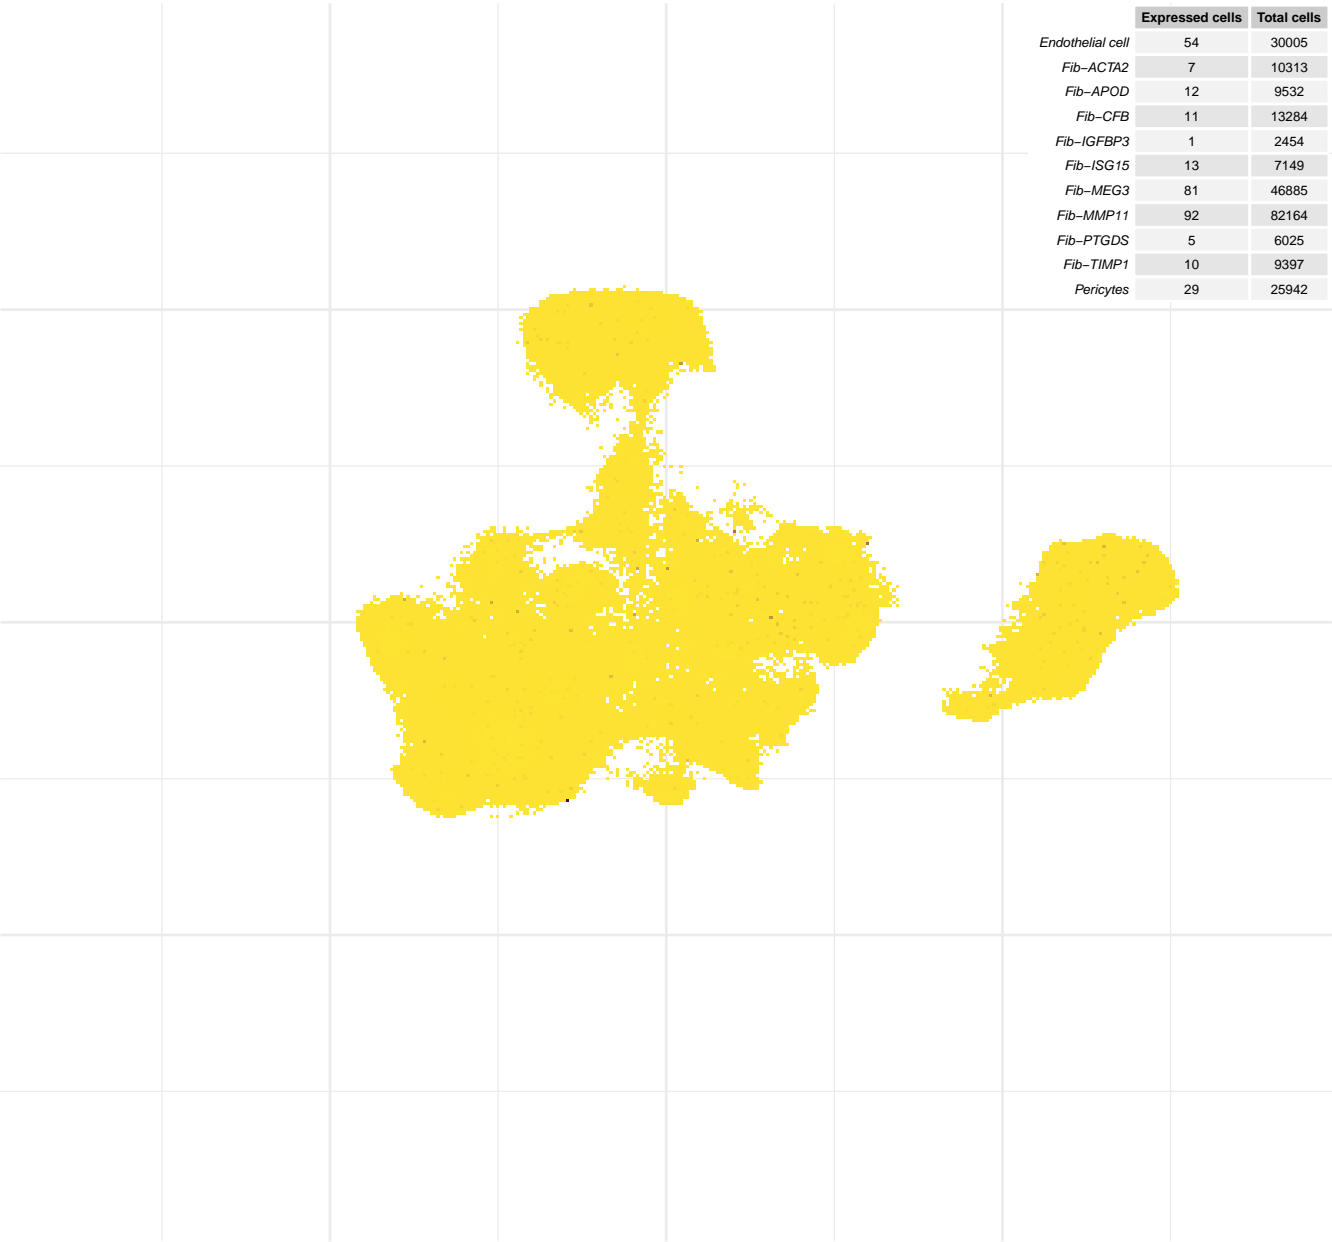 Expressed cells Total cells
Endothelial cell 54 30005
Fib−ACTA2 7 10313
Fib−APOD 12 9532
Fib−CFB 11 13284
Fib−IGFBP3 1 2454
Fib−ISG15 13 7149
Fib−MEG3 81 46885
Fib−MMP11 92 82164
Fib−PTGDS 5 6025
Fib−TIMP1 10 9397
Pericytes 29 25942